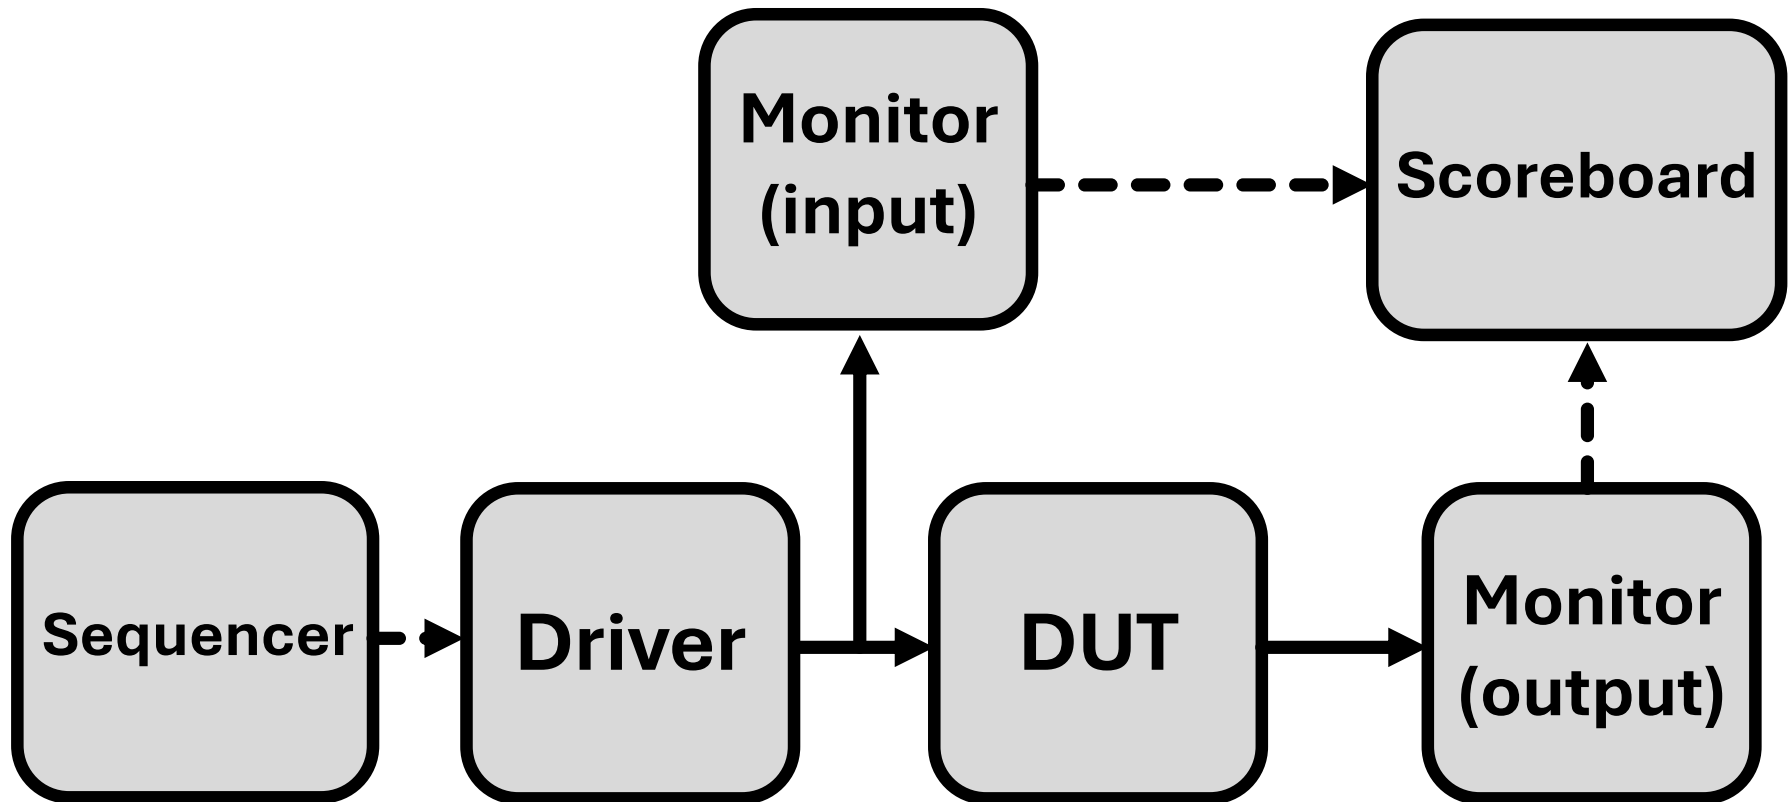 Monitor
(input)
Scoreboard
Sequencer
Driver
DUT
Monitor
(output)